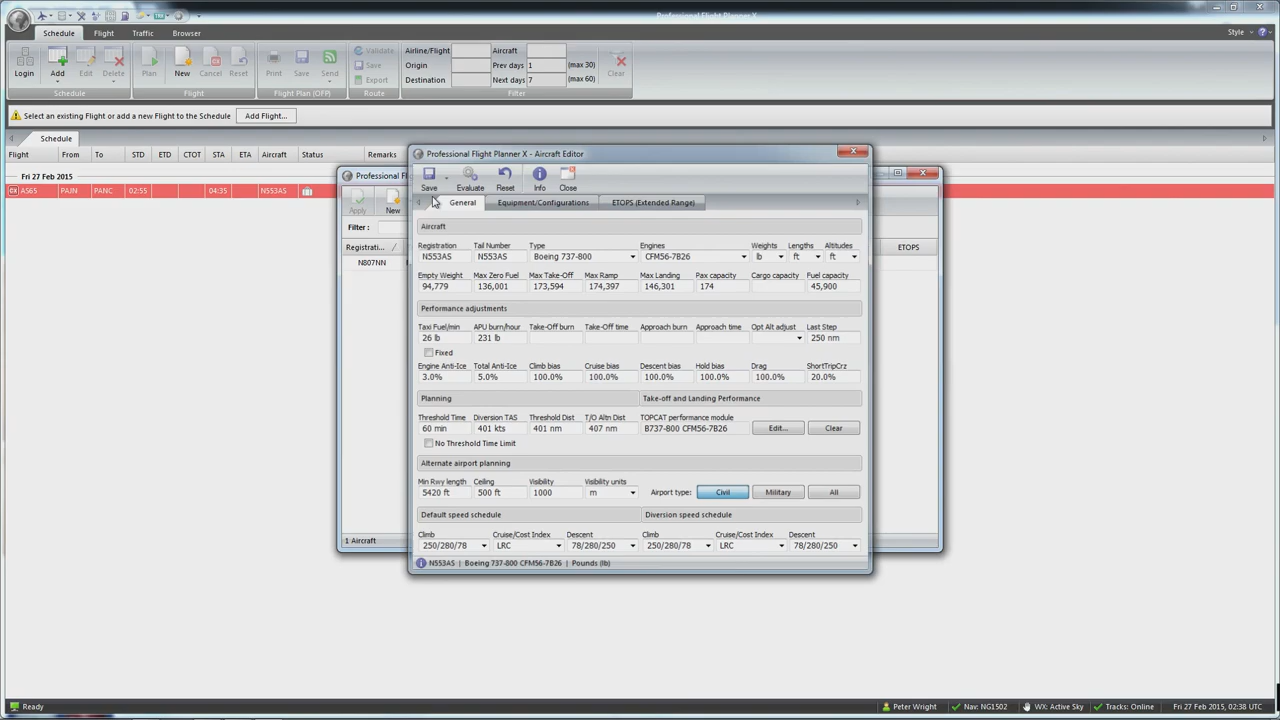 Professional Flight Planner X
Schedule Flight Traffic Browser Style
Login Add Edit Delete Plan New Cancel Reset Print Save Send Validate Save Export
Airline/Flight Aircraft
Origin Prev days 1 (max 30)
Destination Next days 7 (max 60)
Clear
Schedule Flight Flight Plan (OFP) Route Filter
Select an existing Flight or add a new Flight to the Schedule Add Flight...
Schedule
Flight From To STD ETD CTOT STA ETA Aircraft Status Remarks
Fri 27 Feb 2015
AS65 PAJN PANC 02:55 04:35 N553AS
Professional F
Apply New
Filter :
Registrati... ETOPS
N807NN
1 Aircraft
Professional Flight Planner X - Aircraft Editor
Save Evaluate Reset Info Close
General Equipment/Configurations ETOPS (Extended Range)
Aircraft
Registration Tail Number Type Engines Weights Lengths Altitudes
N553AS N553AS Boeing 737-800 CFM56-7B26 lb ft ft
Empty Weight Max Zero Fuel Max Take-Off Max Ramp Max Landing Pax capacity Cargo capacity Fuel capacity
94,779 136,001 173,594 174,397 146,301 174 45,900
Performance adjustments
Taxi Fuel/min APU burn/hour Take-Off burn Take-Off time Approach burn Approach time Opt Alt adjust Last Step
26 lb 231 lb 250 nm
Fixed
Engine Anti-Ice Total Anti-Ice Climb bias Cruise bias Descent bias Hold bias Drag ShortTripCrz
3.0% 5.0% 100.0% 100.0% 100.0% 100.0% 100.0% 20.0%
Planning Take-off and Landing Performance
Threshold Time Diversion TAS Threshold Dist T/O Altn Dist TOPCAT performance module
60 min 401 kts 401 nm 407 nm B737-800 CFM56-7B26 Edit... Clear
No Threshold Time Limit
Alternate airport planning
Min Rwy length Ceiling Visibility Visibility units
5420 ft 500 ft 1000 m Airport type: Civil Military All
Default speed schedule Diversion speed schedule
Climb Cruise/Cost Index Descent Climb Cruise/Cost Index Descent
250/280/78 LRC 78/280/250 250/280/78 LRC 78/280/250
N553AS | Boeing 737-800 CFM56-7B26 | Pounds (lb)
Ready Peter Wright Nav: NG1502 WX: Active Sky Tracks: Online Fri 27 Feb 2015, 02:38 UTC